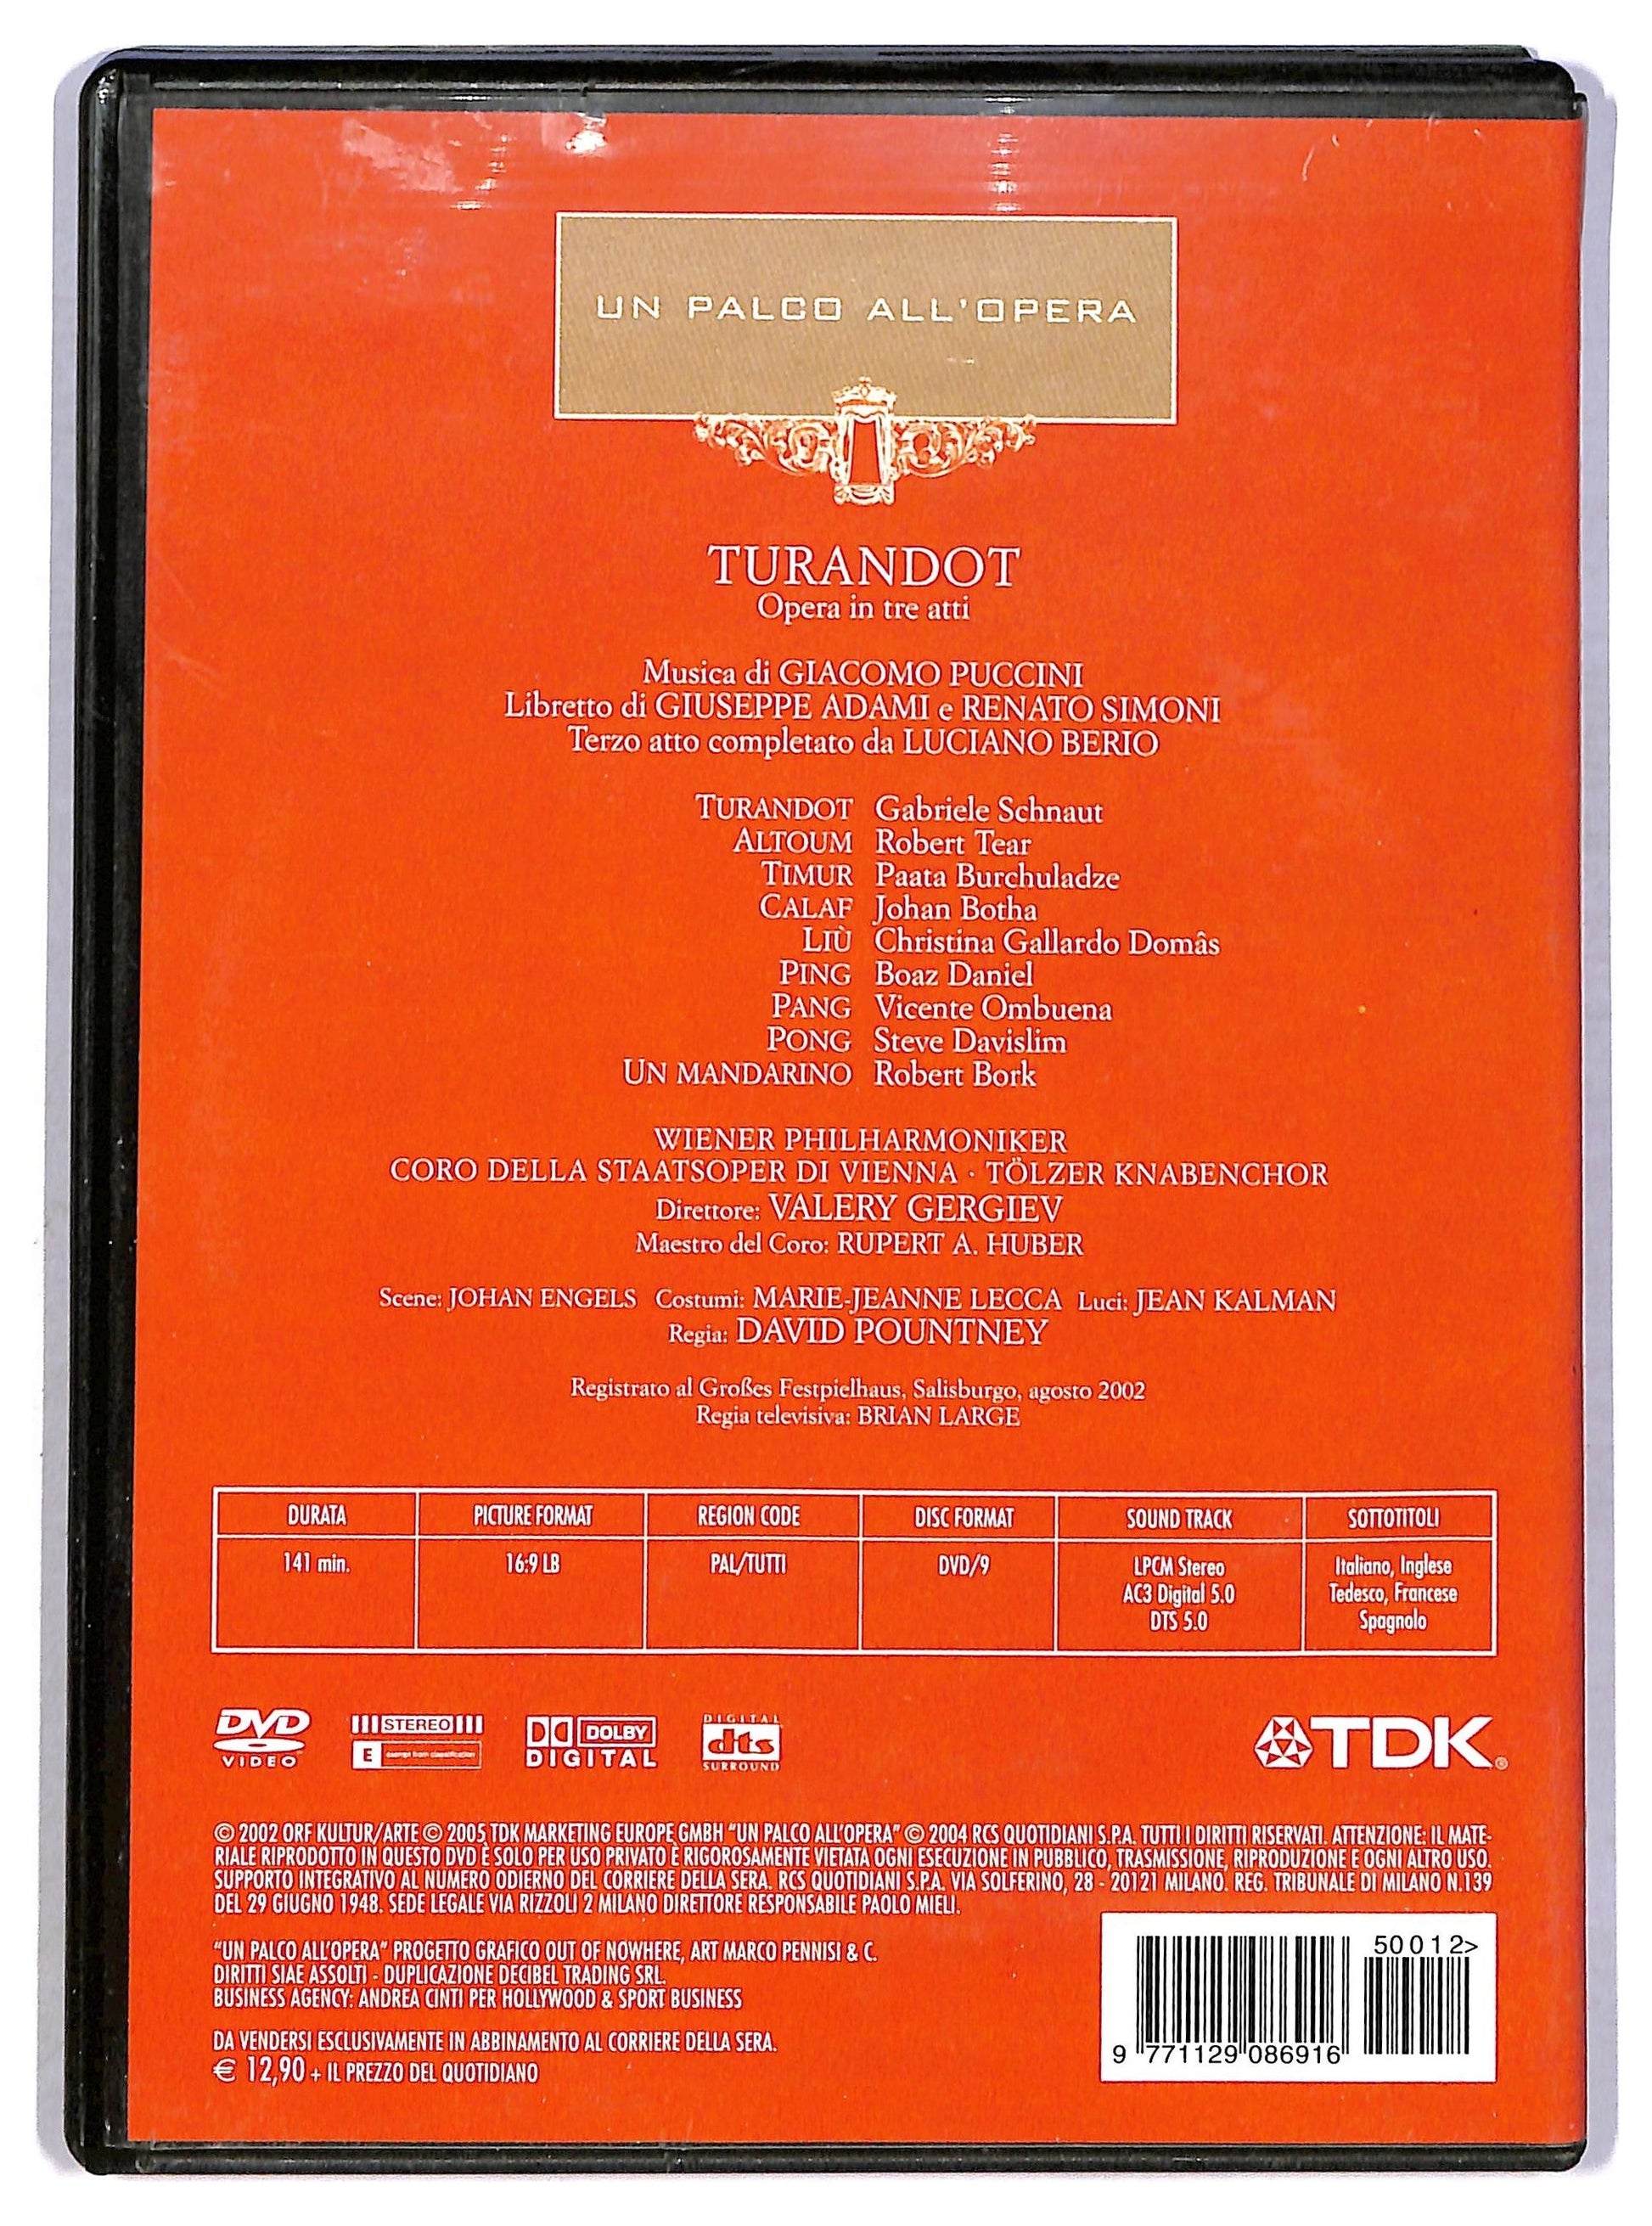 UN PALCO ALL'OPERA
TURANDOT
Opera in tre atti
Musica di GIACOMO PUCCINI
Libretto di GIUSEPPE ADAMI e RENATO SIMONI
Terzo atto completato da LUCIANO BERIO
TURANDOT Gabriele Schnaut
ALTOUM Robert Tear
TIMUR Paata Burchuladze
CALAF Johan Botha
LIÙ Christina Gallardo Domâs
PING Boaz Daniel
PANG Vicente Ombuena
PONG Steve Davislim
UN MANDARINO Robert Bork
WIENER PHILHARMONIKER
CORO DELLA STAATSOPER DI VIENNA · TÖLZER KNABENCHOR
Direttore: VALERY GERGIEV
Maestro del Coro: RUPERT A. HUBER
Scene: JOHAN ENGELS Costumi: MARIE-JEANNE LECCA Luci: JEAN KALMAN
Regia: DAVID POUNTNEY
Registrato al Großes Festpielhaus, Salisburgo, agosto 2002
Regia televisiva: BRIAN LARGE
DURATA PICTURE FORMAT REGION CODE DISC FORMAT SOUND TRACK SOTTOTITOLI
141 min. 16:9 LB PAL/TUTTI DVD/9 LPCM Stereo Italiano, Inglese
AC3 Digital 5.0 Tedesco, Francese
DTS 5.0 Spagnolo
DVD VIDEO
STEREO
E exempt from classification
DOLBY DIGITAL
DIGITAL dts SURROUND
TDK®
© 2002 ORF KULTUR/ARTE © 2005 TDK MARKETING EUROPE GMBH "UN PALCO ALL'OPERA" © 2004 RCS QUOTIDIANI S.P.A. TUTTI I DIRITTI RISERVATI. ATTENZIONE: IL MATE-
RIALE RIPRODOTTO IN QUESTO DVD È SOLO PER USO PRIVATO È RIGOROSAMENTE VIETATA OGNI ESECUZIONE IN PUBBLICO, TRASMISSIONE, RIPRODUZIONE E OGNI ALTRO USO.
SUPPORTO INTEGRATIVO AL NUMERO ODIERNO DEL CORRIERE DELLA SERA. RCS QUOTIDIANI S.P.A. VIA SOLFERINO, 28 - 20121 MILANO. REG. TRIBUNALE DI MILANO N.139
DEL 29 GIUGNO 1948. SEDE LEGALE VIA RIZZOLI 2 MILANO DIRETTORE RESPONSABILE PAOLO MIELI.
"UN PALCO ALL'OPERA" PROGETTO GRAFICO OUT OF NOWHERE, ART MARCO PENNISI & C.
DIRITTI SIAE ASSOLTI - DUPLICAZIONE DECIBEL TRADING SRL.
BUSINESS AGENCY: ANDREA CINTI PER HOLLYWOOD & SPORT BUSINESS
DA VENDERSI ESCLUSIVAMENTE IN ABBINAMENTO AL CORRIERE DELLA SERA.
€ 12,90 + IL PREZZO DEL QUOTIDIANO
50012>
9 771129 086916